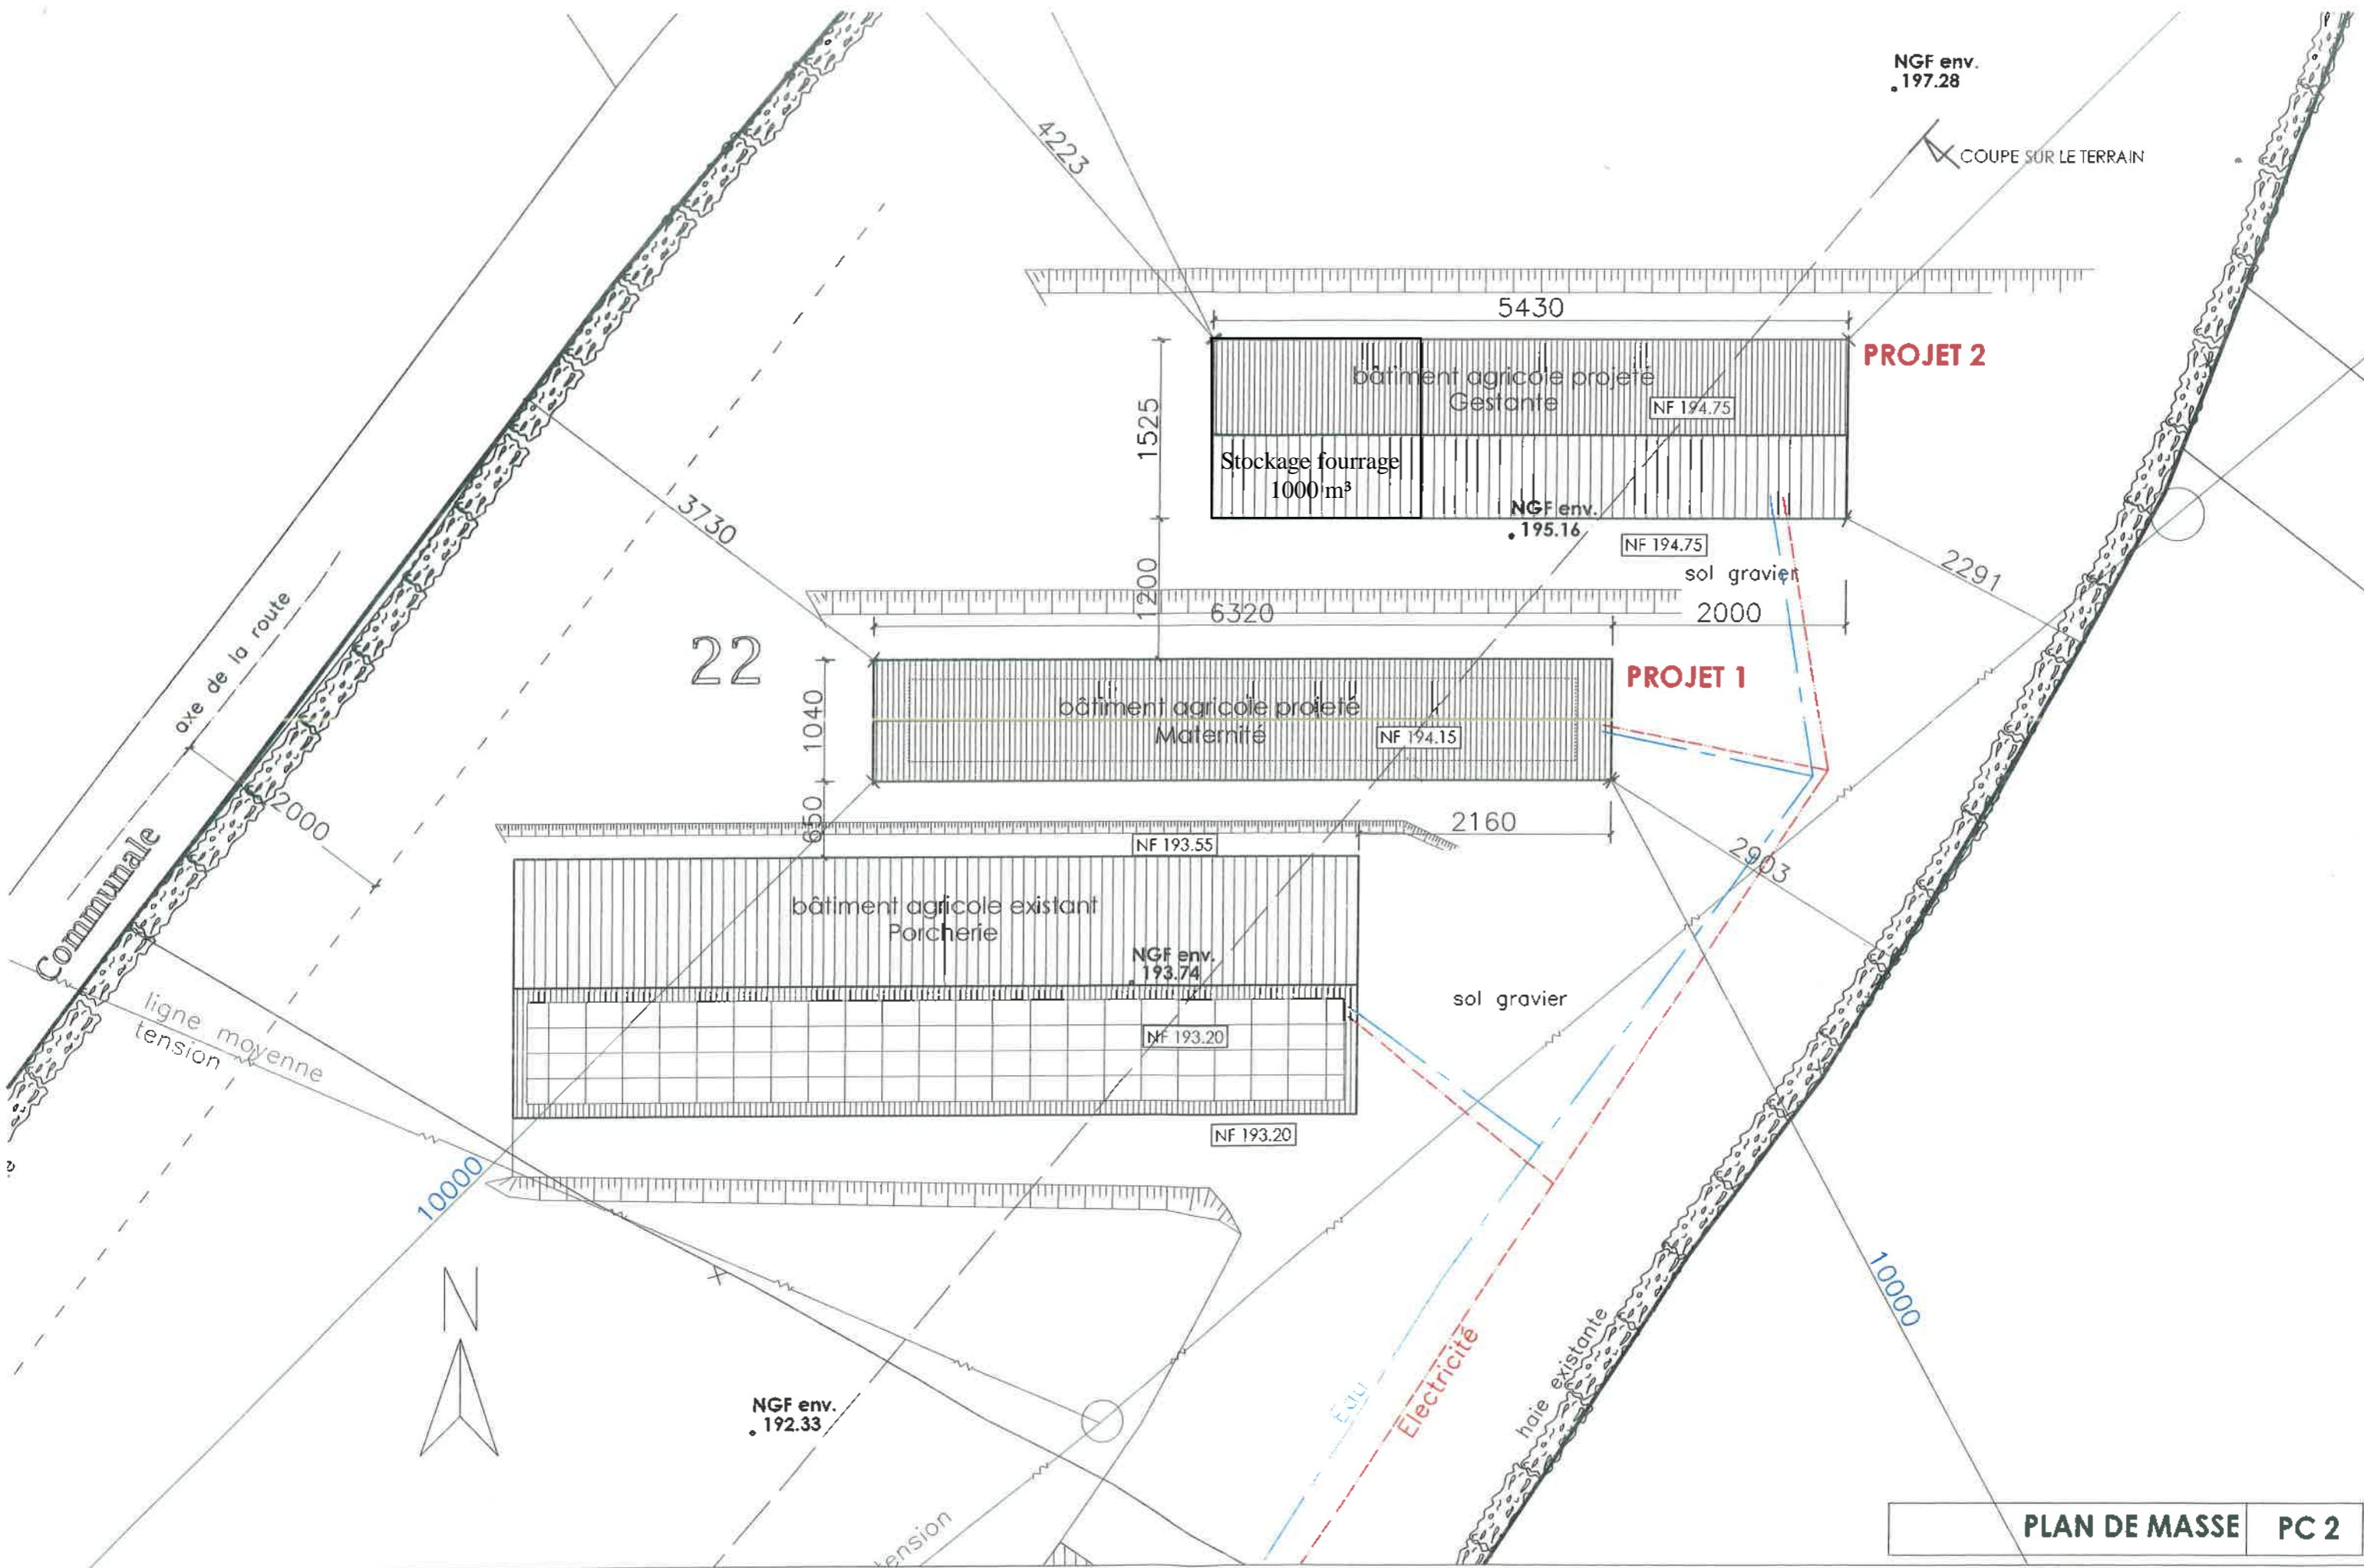 NGF env.
197.28
COUPE SUR LE TERRAIN
4223
5430
PROJET 2
bâtiment agricole projeté
Gestante
NF 194.75
1525
Stockage fourrage
1000 m³
NGF env.
195.16
NF 194.75
sol gravier
2291
3730
1200
6320
2000
22
PROJET 1
axe de la route
1040
bâtiment agricole projeté
Maternité
NF 194.15
2000
650
2160
NF 193.55
2903
Communale
bâtiment agricole existant
Porcherie
NGF env.
193.74
sol gravier
ligne moyenne
tension
NF 193.20
NF 193.20
10000
10000
N
haie existante
Electricité
Eau
NGF env.
192.33
tension
PLAN DE MASSE
PC 2